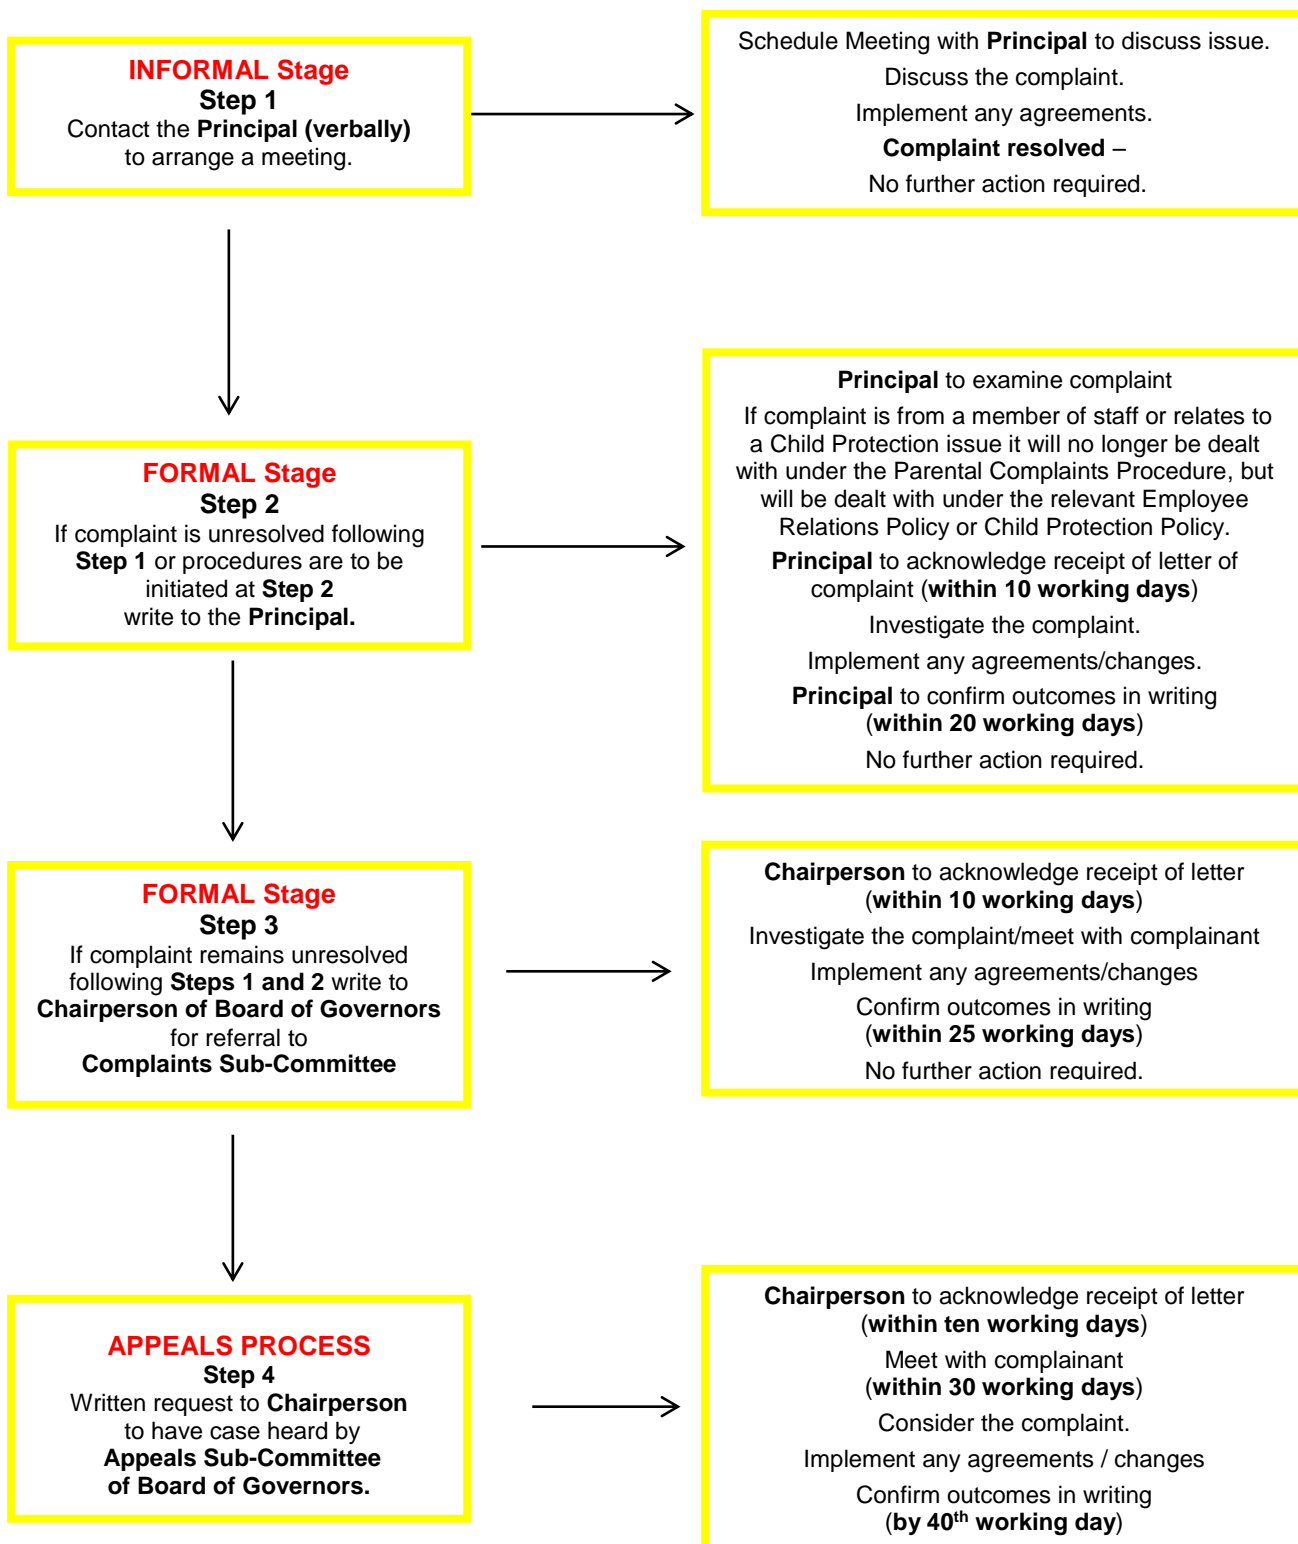 INFORMAL Stage
Step 1
Contact the Principal (verbally)
to arrange a meeting.
Schedule Meeting with Principal to discuss issue.
Discuss the complaint.
Implement any agreements.
Complaint resolved –
No further action required.
FORMAL Stage
Step 2
If complaint is unresolved following
Step 1 or procedures are to be
initiated at Step 2
write to the Principal.
Principal to examine complaint
If complaint is from a member of staff or relates to
a Child Protection issue it will no longer be dealt
with under the Parental Complaints Procedure, but
will be dealt with under the relevant Employee
Relations Policy or Child Protection Policy.
Principal to acknowledge receipt of letter of
complaint (within 10 working days)
Investigate the complaint.
Implement any agreements/changes.
Principal to confirm outcomes in writing
(within 20 working days)
No further action required.
FORMAL Stage
Step 3
If complaint remains unresolved
following Steps 1 and 2 write to
Chairperson of Board of Governors
for referral to
Complaints Sub-Committee
Chairperson to acknowledge receipt of letter
(within 10 working days)
Investigate the complaint/meet with complainant
Implement any agreements/changes
Confirm outcomes in writing
(within 25 working days)
No further action required.
APPEALS PROCESS
Step 4
Written request to Chairperson
to have case heard by
Appeals Sub-Committee
of Board of Governors.
Chairperson to acknowledge receipt of letter
(within ten working days)
Meet with complainant
(within 30 working days)
Consider the complaint.
Implement any agreements / changes
Confirm outcomes in writing
(by 40th working day)